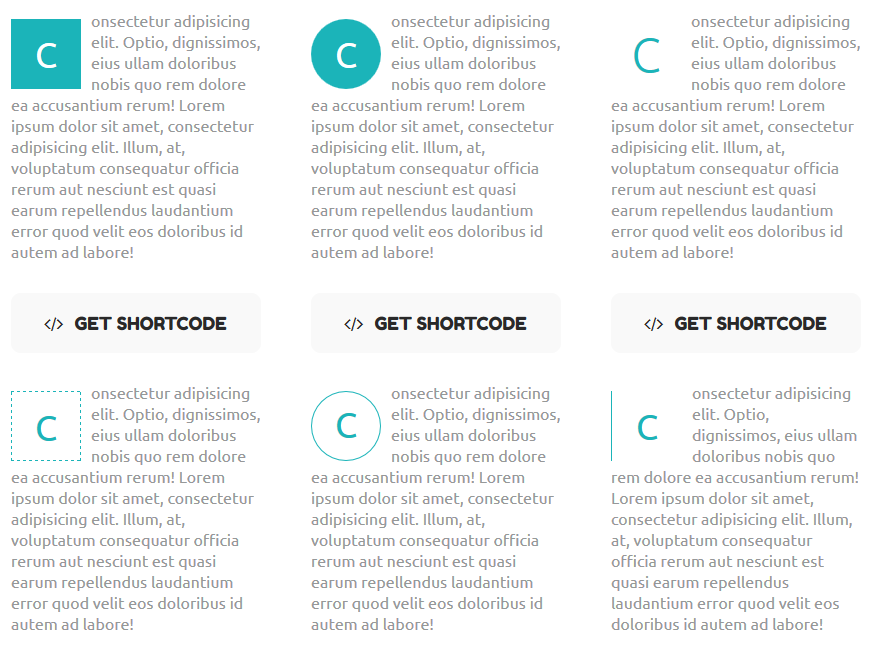 C onsectetur adipisicing
elit. Optio, dignissimos,
eius ullam doloribus
nobis quo rem dolore
ea accusantium rerum! Lorem
ipsum dolor sit amet, consectetur
adipisicing elit. Illum, at,
voluptatum consequatur officia
rerum aut nesciunt est quasi
earum repellendus laudantium
error quod velit eos doloribus id
autem ad labore!
</> GET SHORTCODE
C onsectetur adipisicing
elit. Optio, dignissimos,
eius ullam doloribus
nobis quo rem dolore
ea accusantium rerum! Lorem
ipsum dolor sit amet, consectetur
adipisicing elit. Illum, at,
voluptatum consequatur officia
rerum aut nesciunt est quasi
earum repellendus laudantium
error quod velit eos doloribus id
autem ad labore!
</> GET SHORTCODE
C onsectetur adipisicing
elit. Optio, dignissimos,
eius ullam doloribus
nobis quo rem dolore
ea accusantium rerum! Lorem
ipsum dolor sit amet, consectetur
adipisicing elit. Illum, at,
voluptatum consequatur officia
rerum aut nesciunt est quasi
earum repellendus laudantium
error quod velit eos doloribus id
autem ad labore!
</> GET SHORTCODE
C onsectetur adipisicing
elit. Optio, dignissimos,
eius ullam doloribus
nobis quo rem dolore
ea accusantium rerum! Lorem
ipsum dolor sit amet, consectetur
adipisicing elit. Illum, at,
voluptatum consequatur officia
rerum aut nesciunt est quasi
earum repellendus laudantium
error quod velit eos doloribus id
autem ad labore!
C onsectetur adipisicing
elit. Optio, dignissimos,
eius ullam doloribus
nobis quo rem dolore
ea accusantium rerum! Lorem
ipsum dolor sit amet, consectetur
adipisicing elit. Illum, at,
voluptatum consequatur officia
rerum aut nesciunt est quasi
earum repellendus laudantium
error quod velit eos doloribus id
autem ad labore!
C onsectetur adipisicing
elit. Optio,
dignissimos, eius ullam
doloribus nobis quo
rem dolore ea accusantium rerum!
Lorem ipsum dolor sit amet,
consectetur adipisicing elit. Illum,
at, voluptatum consequatur
officia rerum aut nesciunt est
quasi earum repellendus
laudantium error quod velit eos
doloribus id autem ad labore!